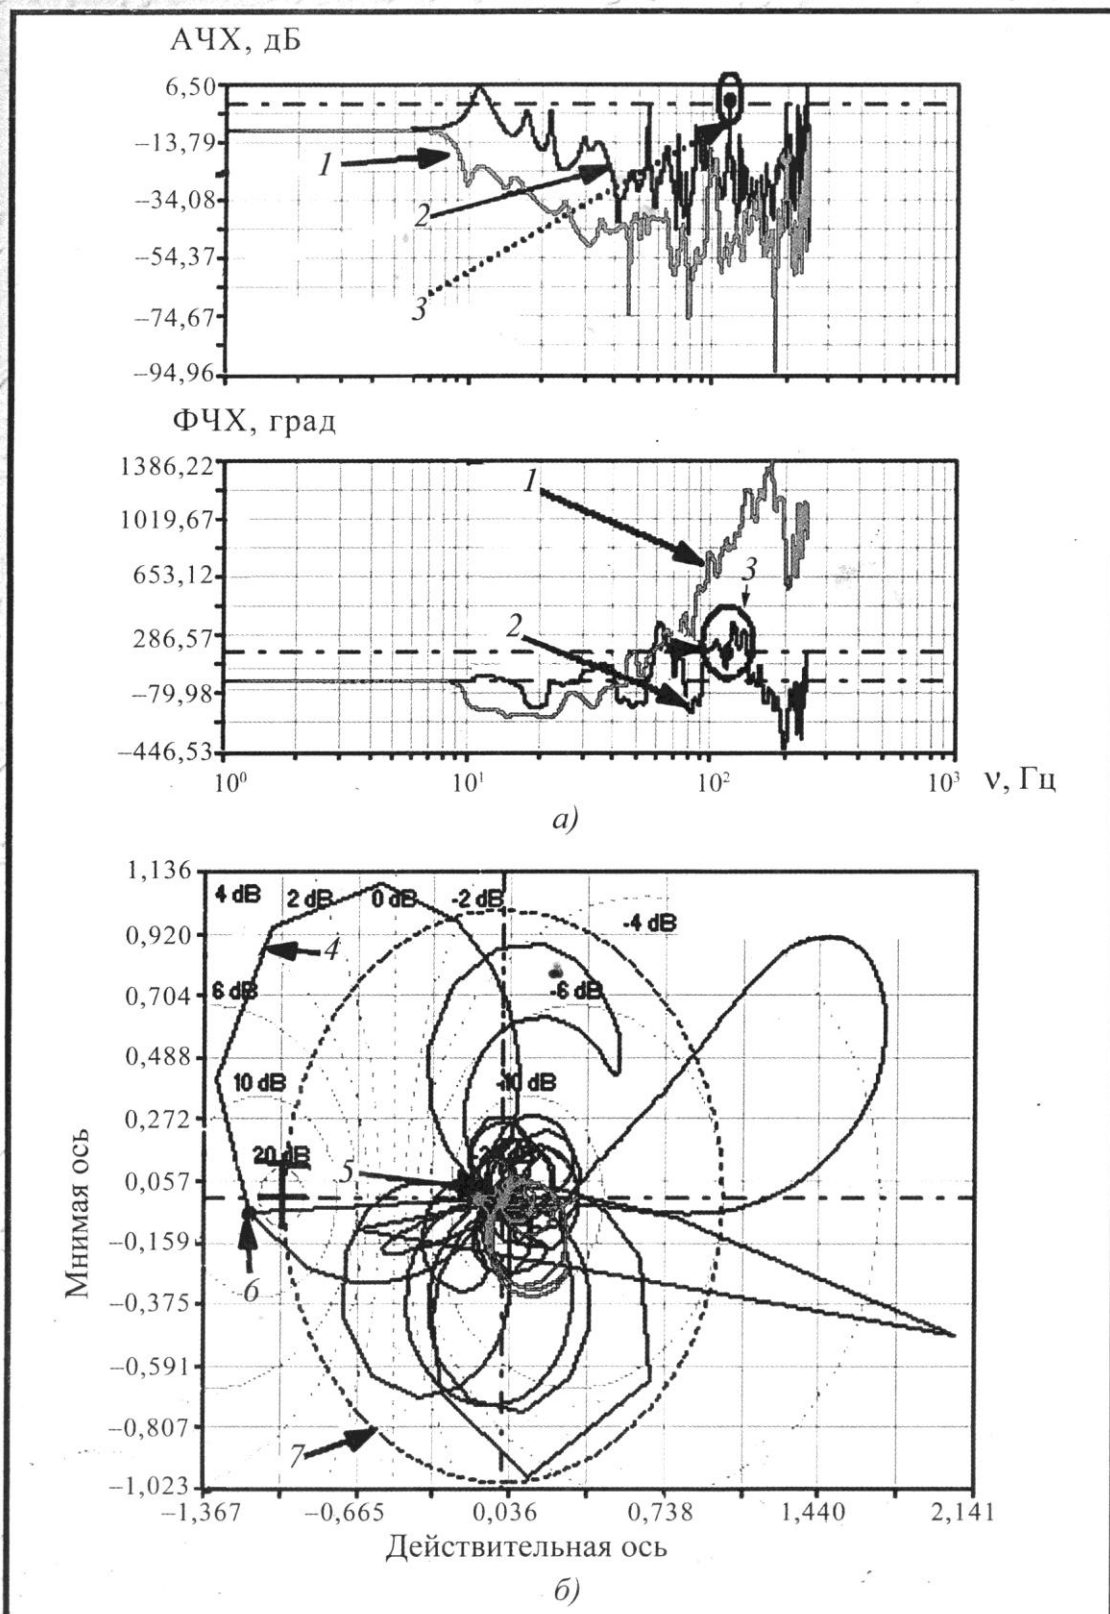 АЧХ, дБ
6,50
−13,79
−34,08
−54,37
−74,67
−94,96
1
2
3
ФЧХ, град
1386,22
1019,67
653,12
286,57
−79,98
−446,53
1
2
3
10⁰ 10¹ 10² 10³ ν, Гц
а)
1,136
0,920
0,704
0,488
0,272
0,057
−0,159
−0,375
−0,591
−0,807
−1,023
Мнимая ось
4 dB 2 dB 0 dB -2 dB -4 dB
4
6 dB -6 dB
10 dB -10 dB
20 dB
5
6
7
−1,367 −0,665 0,036 0,738 1,440 2,141
Действительная ось
б)